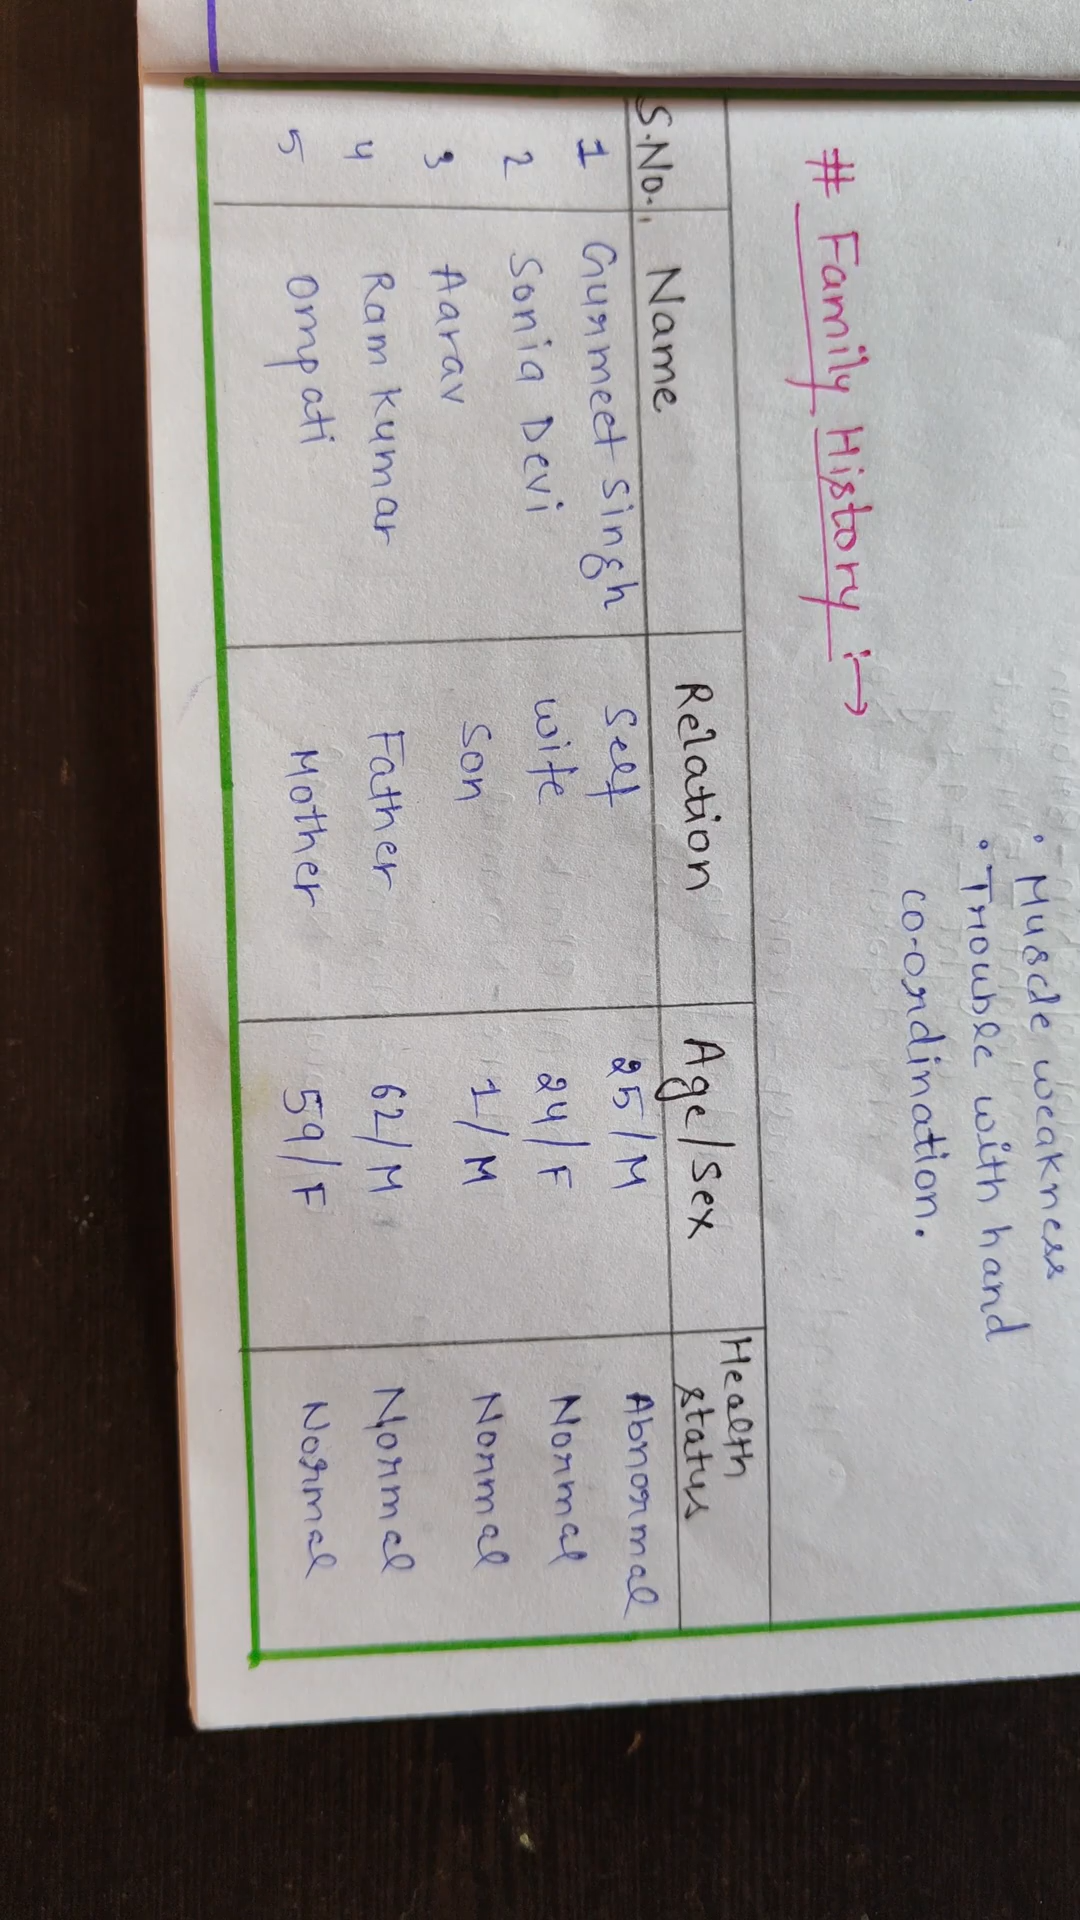 • Muscle weakness
• Trouble with hand
co-ordination.
# Family History :→
S.No. Name Relation Age/sex Health status
1 Gurmeet Singh Self 25/M Abnormal
2 Sonia Devi wife 24/F Normal
3 Aarav Son 1/M Normal
4 Ram Kumar Father 62/M Normal
5 Ompati Mother 59/F Normal